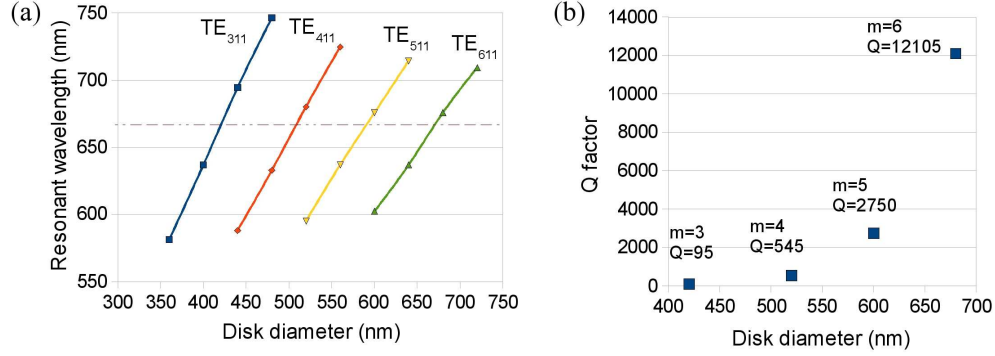 (a)
Resonant wavelength (nm)
750
700
650
600
550
TE311
TE411
TE511
TE611
300 350 400 450 500 550 600 650 700 750
Disk diameter (nm)
(b)
Q factor
14000
12000
10000
8000
6000
4000
2000
0
m=6
Q=12105
m=5
Q=2750
m=3
Q=95
m=4
Q=545
400 450 500 550 600 650 700
Disk diameter (nm)